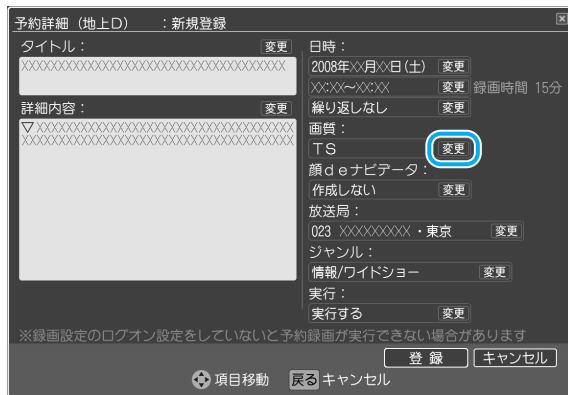 予約詳細（地上D） ：新規登録
タイトル： 変更
XXXXXXXXXXXXXXXXXXXXXXXXXXXXXXXXXX
詳細内容： 変更
▽XXXXXXXXXXXXXXXXXXXXXXXXXXXXXXXX
XXXXXXXXXXXXXXXXXXXXXXXXXXXXXXXXXX
日時：
2008年XX月XX日(土) 変更
XX:XX～XX:XX 変更 録画時間 15分
繰り返しなし 変更
画質：
TS 変更
顔deナビデータ：
作成しない 変更
放送局：
023 XXXXXXXXX・東京 変更
ジャンル：
情報/ワイドショー 変更
実行：
実行する 変更
※録画設定のログオン設定をしていないと予約録画が実行できない場合があります
登録 キャンセル
項目移動 戻る キャンセル